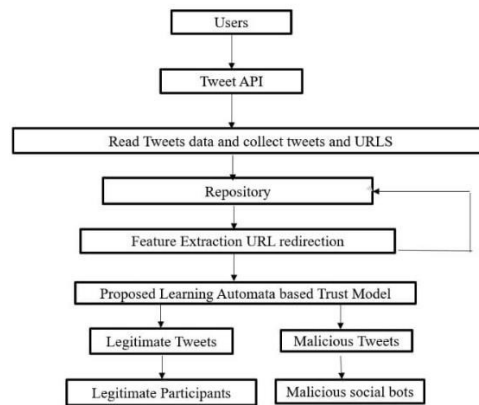 Users
Tweet API
Read Tweets data and collect tweets and URLS
Repository
Feature Extraction URL redirection
Proposed Learning Automata based Trust Model
Legitimate Tweets
Malicious Tweets
Legitimate Participants
Malicious social bots